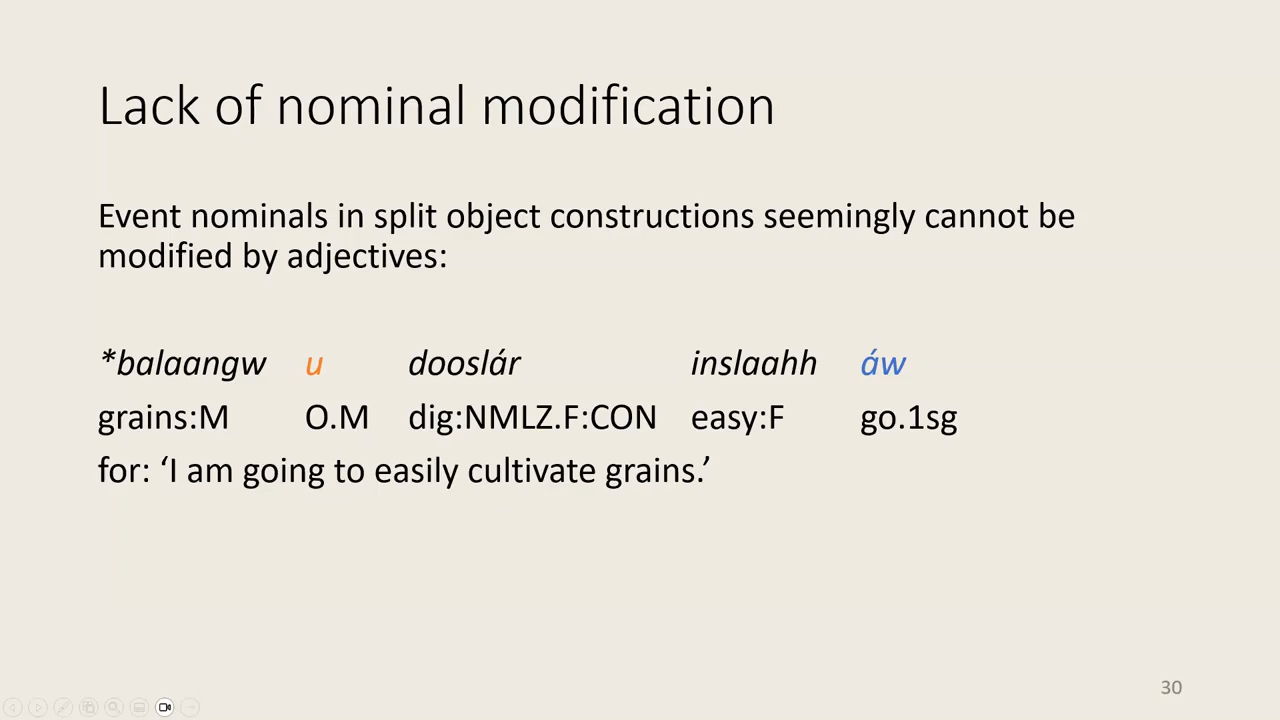 Lack of nominal modification
Event nominals in split object constructions seemingly cannot be
modified by adjectives:
*balaangw u dooslár inslaahh áw
grains:M O.M dig:NMLZ.F:CON easy:F go.1sg
for: ‘I am going to easily cultivate grains.’
30